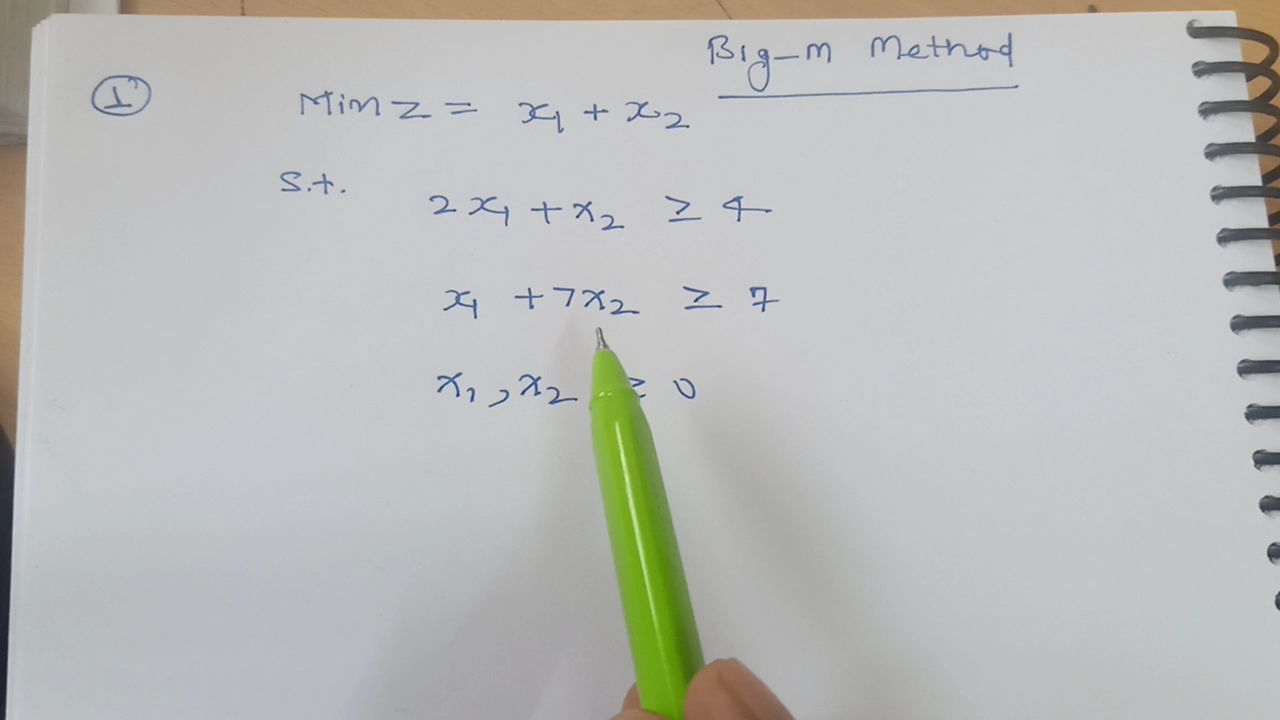 Big-M Method
① Min Z = x₁ + x₂
S.t.
2x₁ + x₂ ≥ 4
x₁ + 7x₂ ≥ 7
x₁, x₂ ≥ 0